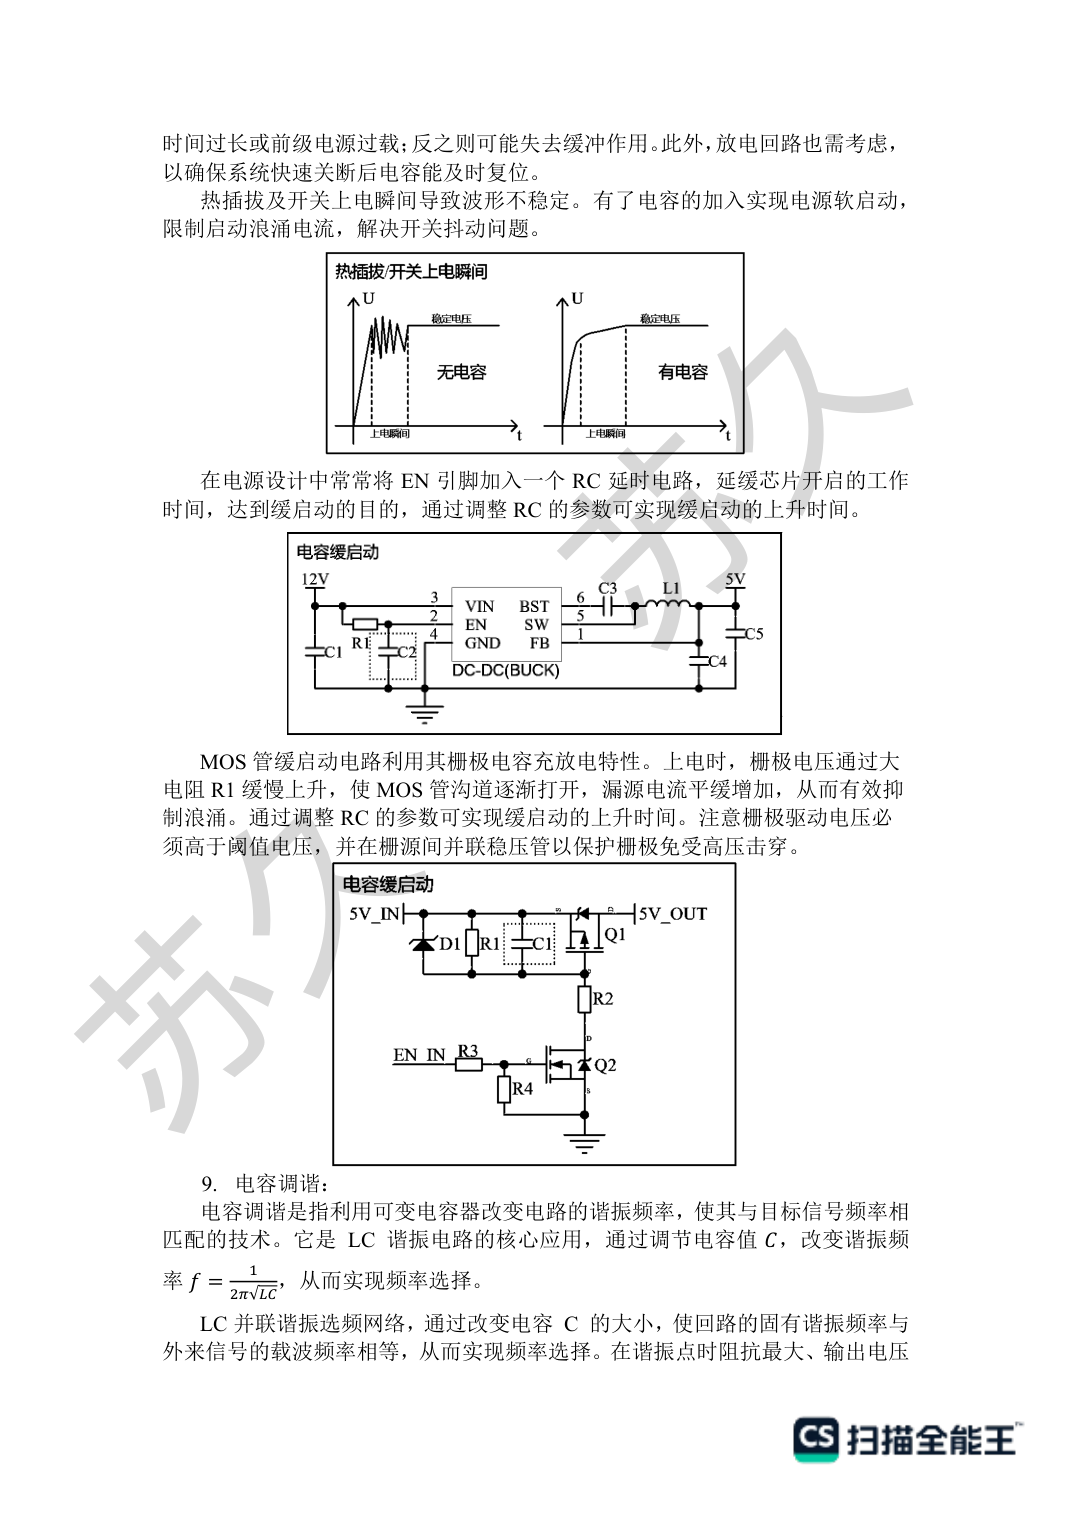 时间过长或前级电源过载；反之则可能失去缓冲作用。此外，放电回路也需考虑，
以确保系统快速关断后电容能及时复位。
热插拔及开关上电瞬间导致波形不稳定。有了电容的加入实现电源软启动，
限制启动浪涌电流，解决开关抖动问题。
热插拔/开关上电瞬间
U
稳定电压
无电容
上电瞬间
t
U
稳定电压
有电容
上电瞬间
t
在电源设计中常常将 EN 引脚加入一个 RC 延时电路，延缓芯片开启的工作
时间，达到缓启动的目的，通过调整 RC 的参数可实现缓启动的上升时间。
电容缓启动
12V
5V
C3
L1
3
VIN
BST
6
2
EN
SW
5
4
GND
FB
1
R1
C1
C2
C4
C5
DC-DC(BUCK)
MOS 管缓启动电路利用其栅极电容充放电特性。上电时，栅极电压通过大
电阻 R1 缓慢上升，使 MOS 管沟道逐渐打开，漏源电流平缓增加，从而有效抑
制浪涌。通过调整 RC 的参数可实现缓启动的上升时间。注意栅极驱动电压必
须高于阈值电压，并在栅源间并联稳压管以保护栅极免受高压击穿。
电容缓启动
5V_IN
S
D
5V_OUT
D1
R1
C1
Q1
G
R2
D
EN_IN
R3
G
Q2
R4
S
9. 电容调谐：
电容调谐是指利用可变电容器改变电路的谐振频率，使其与目标信号频率相
匹配的技术。它是 LC 谐振电路的核心应用，通过调节电容值 C，改变谐振频
率 f = 1/(2π√LC)，从而实现频率选择。
LC 并联谐振选频网络，通过改变电容 C 的大小，使回路的固有谐振频率与
外来信号的载波频率相等，从而实现频率选择。在谐振点时阻抗最大、输出电压
苏久
苏久
CS 扫描全能王™